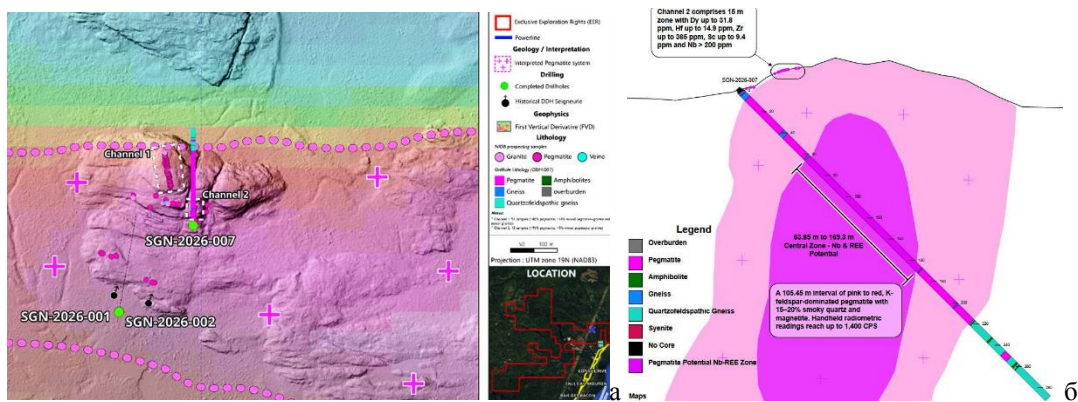 Channel 1
Channel 2
SGN-2026-007
SGN-2026-001
SGN-2026-002
Exclusive Exploration Rights (EER)
Powerline
Geology / Interpretation
Interpreted Pegmatite system
Drilling
Completed Drillholes
Historical DDH Seigneurie
Geophysics
First Vertical Derivative (FVD)
Lithology
prospecting samples
Granite
Pegmatite
Veine
Pegmatite
Amphibolites
Gneiss
overburden
Quartzofeldspathic gneiss
50
100 m
Projection : UTM zone 19N (NAD83)
LOCATION
а
Channel 2 comprises 15 m
zone with Dy up to 31.8
ppm, Hf up to 14.9 ppm, Zr
up to 385 ppm, Sc up to 9.4
ppm and Nb > 200 ppm
SGN-2026-007
63.85 m to 169.3 m
Central Zone - Nb & REE
Potential
A 105.45 m interval of pink to red, K-
feldspar-dominated pegmatite with
15–20% smoky quartz and
magnetite. Handheld radiometric
readings reach up to 1,400 CPS
Legend
Overburden
Pegmatite
Amphibolite
Gneiss
Quartzofeldspathic Gneiss
Syenite
No Core
Pegmatite Potential Nb-REE Zone
Maps
б